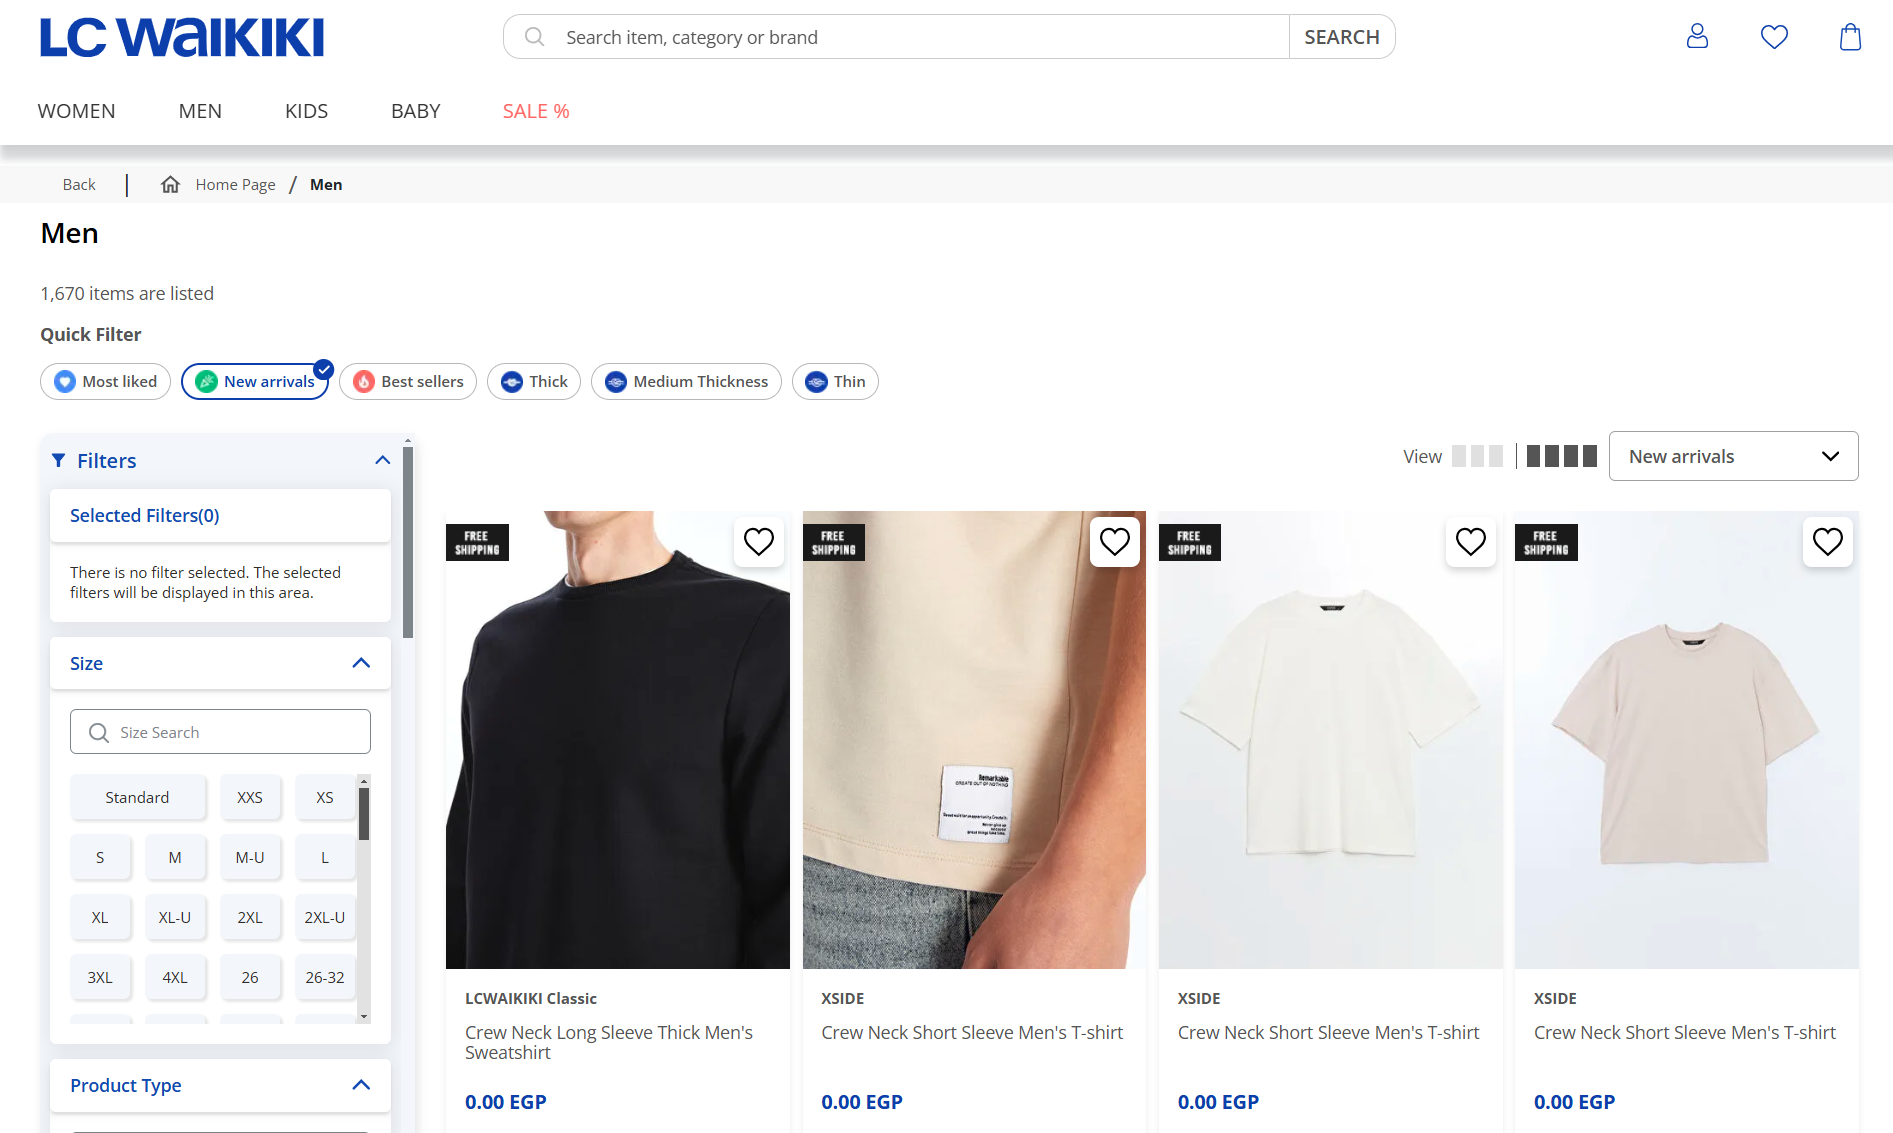 LC WAIKIKI
Search item, category or brand
SEARCH
WOMEN
MEN
KIDS
BABY
SALE %
Back
Home Page / Men
Men
1,670 items are listed
Quick Filter
Most liked
New arrivals
Best sellers
Thick
Medium Thickness
Thin
Filters
Selected Filters(0)
There is no filter selected. The selected
filters will be displayed in this area.
Size
Size Search
Standard
XXS
XS
S
M
M-U
L
XL
XL-U
2XL
2XL-U
3XL
4XL
26
26-32
Product Type
View
New arrivals
FREE
SHIPPING
LCWAIKIKI Classic
Crew Neck Long Sleeve Thick Men's
Sweatshirt
0.00 EGP
FREE
SHIPPING
Remarkable
CREATE OUT OF NOTHING
XSIDE
Crew Neck Short Sleeve Men's T-shirt
0.00 EGP
FREE
SHIPPING
XSIDE
Crew Neck Short Sleeve Men's T-shirt
0.00 EGP
FREE
SHIPPING
XSIDE
Crew Neck Short Sleeve Men's T-shirt
0.00 EGP